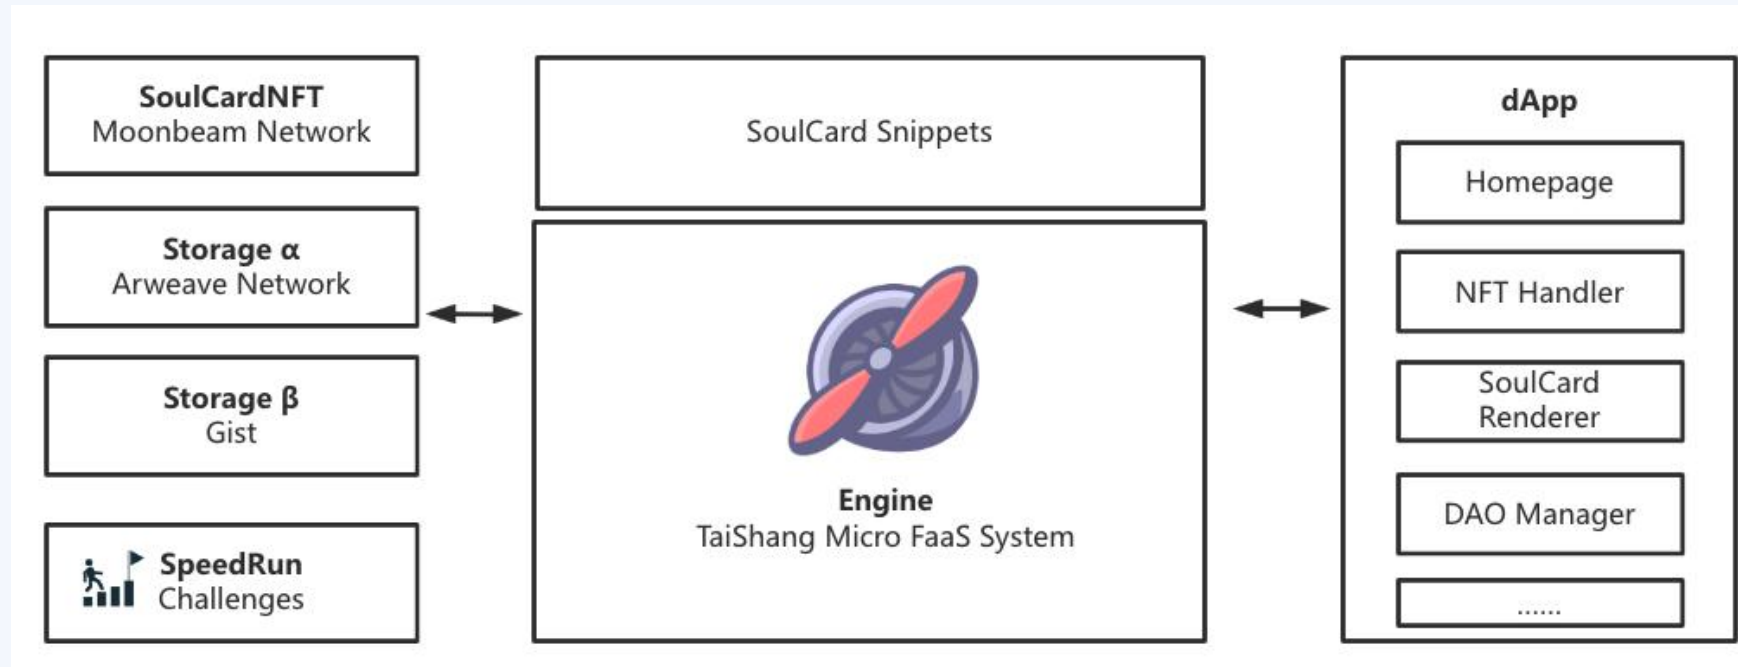 SoulCardNFT
Moonbeam Network
Storage α
Arweave Network
Storage β
Gist
SpeedRun
Challenges
SoulCard Snippets
Engine
TaiShang Micro FaaS System
dApp
Homepage
NFT Handler
SoulCard
Renderer
DAO Manager
......